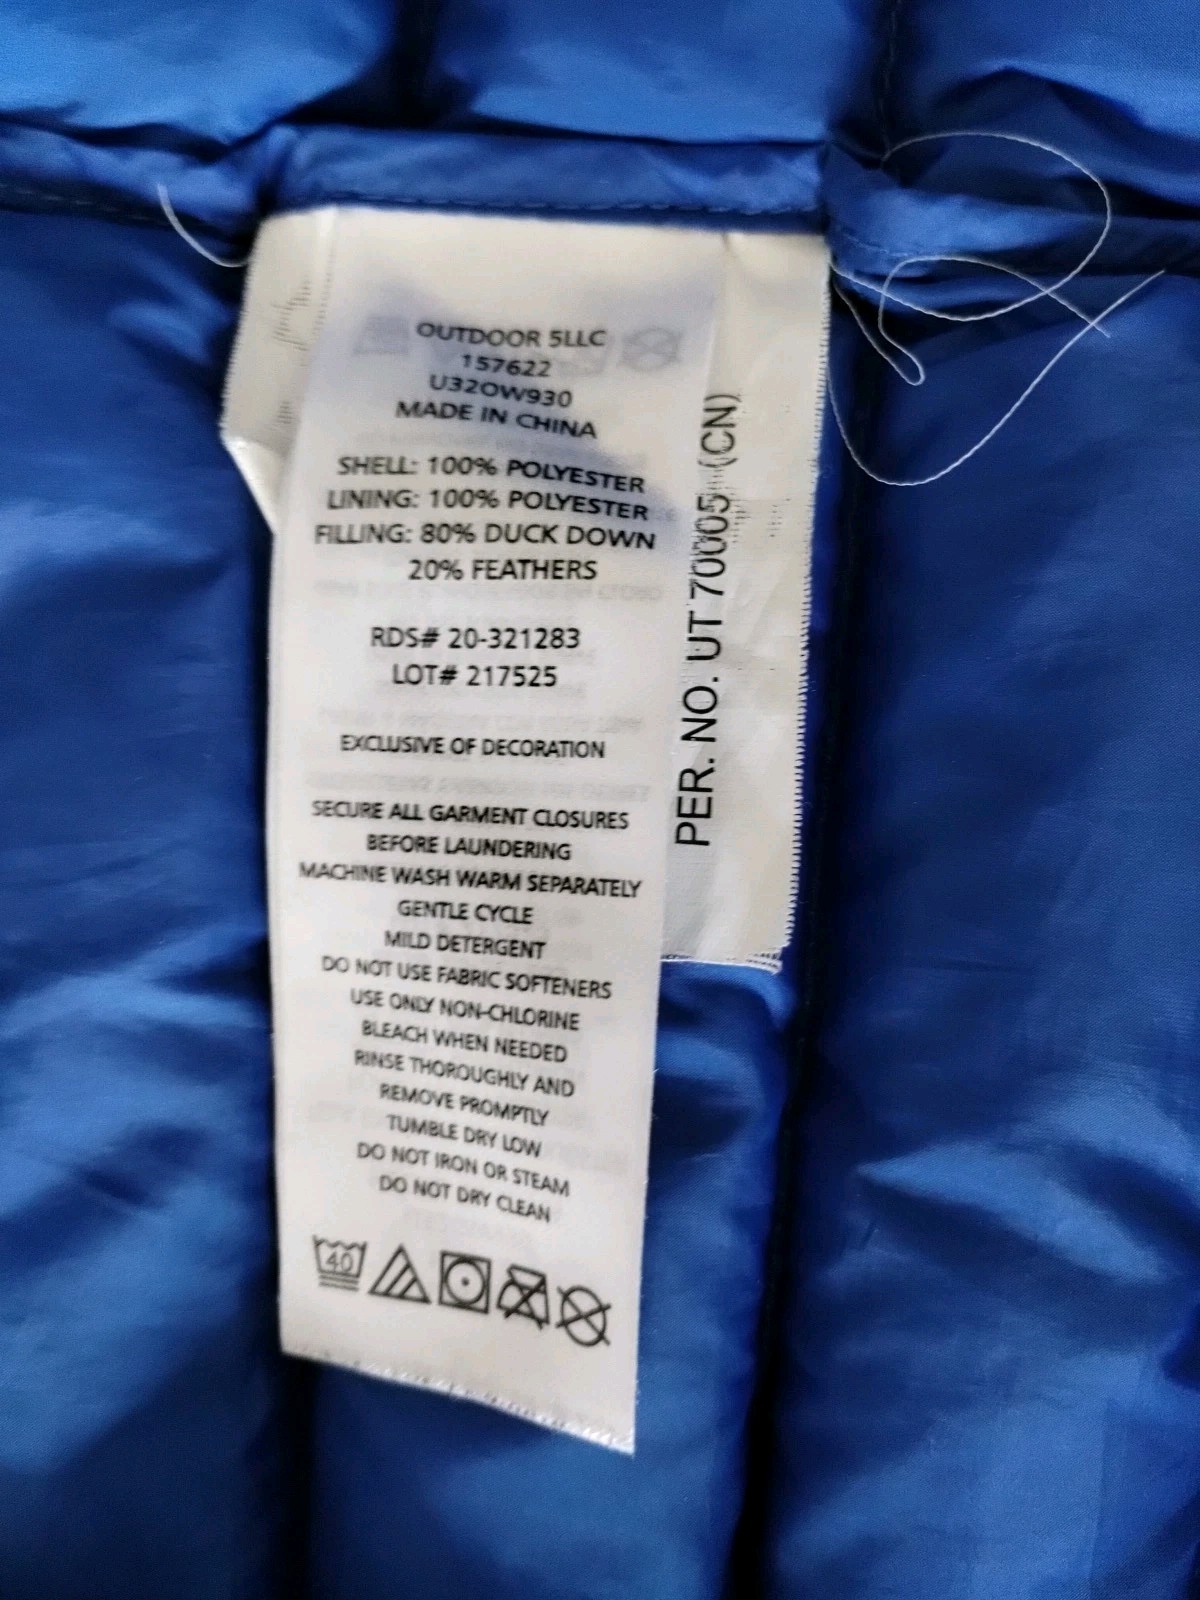 OUTDOOR 5LLC
157622
U32OW930
MADE IN CHINA
SHELL: 100% POLYESTER
LINING: 100% POLYESTER
FILLING: 80% DUCK DOWN
20% FEATHERS
RDS# 20-321283
LOT# 217525
EXCLUSIVE OF DECORATION
SECURE ALL GARMENT CLOSURES
BEFORE LAUNDERING
MACHINE WASH WARM SEPARATELY
GENTLE CYCLE
MILD DETERGENT
DO NOT USE FABRIC SOFTENERS
USE ONLY NON-CHLORINE
BLEACH WHEN NEEDED
RINSE THOROUGHLY AND
REMOVE PROMPTLY
TUMBLE DRY LOW
DO NOT IRON OR STEAM
DO NOT DRY CLEAN
40
PER. NO. UT 70005 (CN)